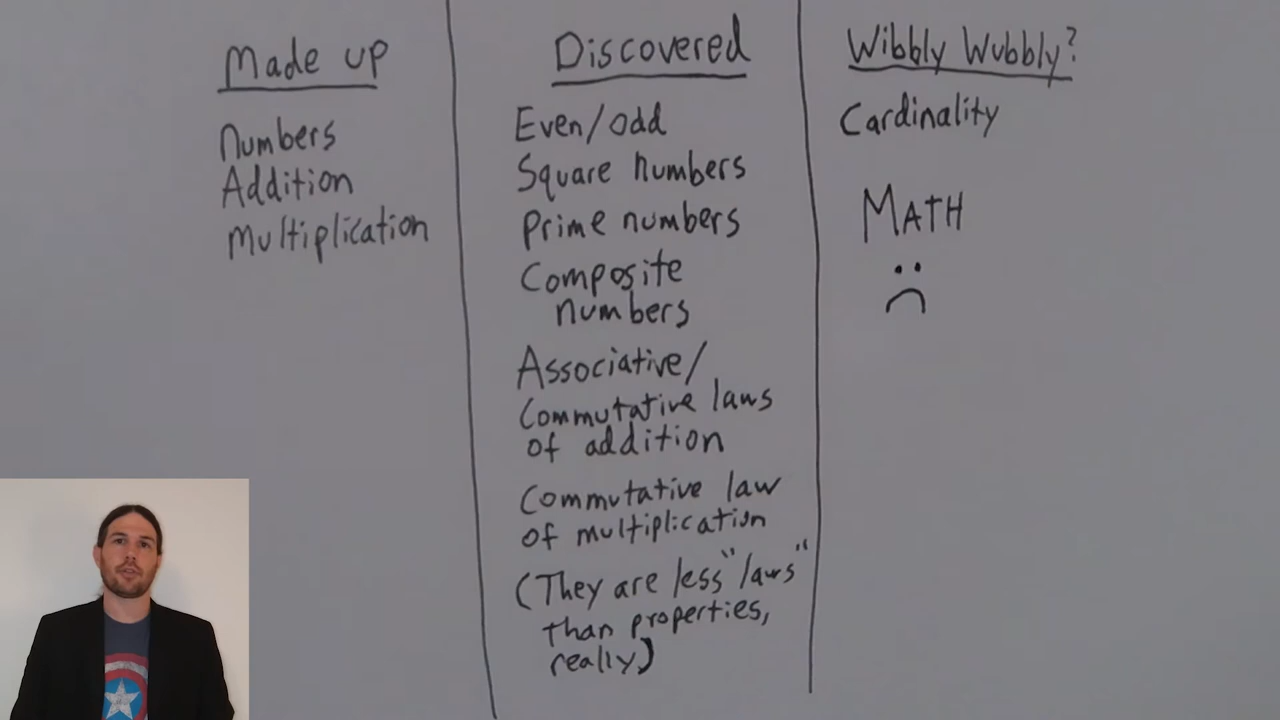 Made up
Numbers
Addition
Multiplication
Discovered
Even/odd
Square numbers
Prime numbers
Composite
numbers
Associative/
Commutative laws
of addition
Commutative law
of multiplication
(They are less "laws"
than properties,
really)
Wibbly Wubbly?
Cardinality
MATH